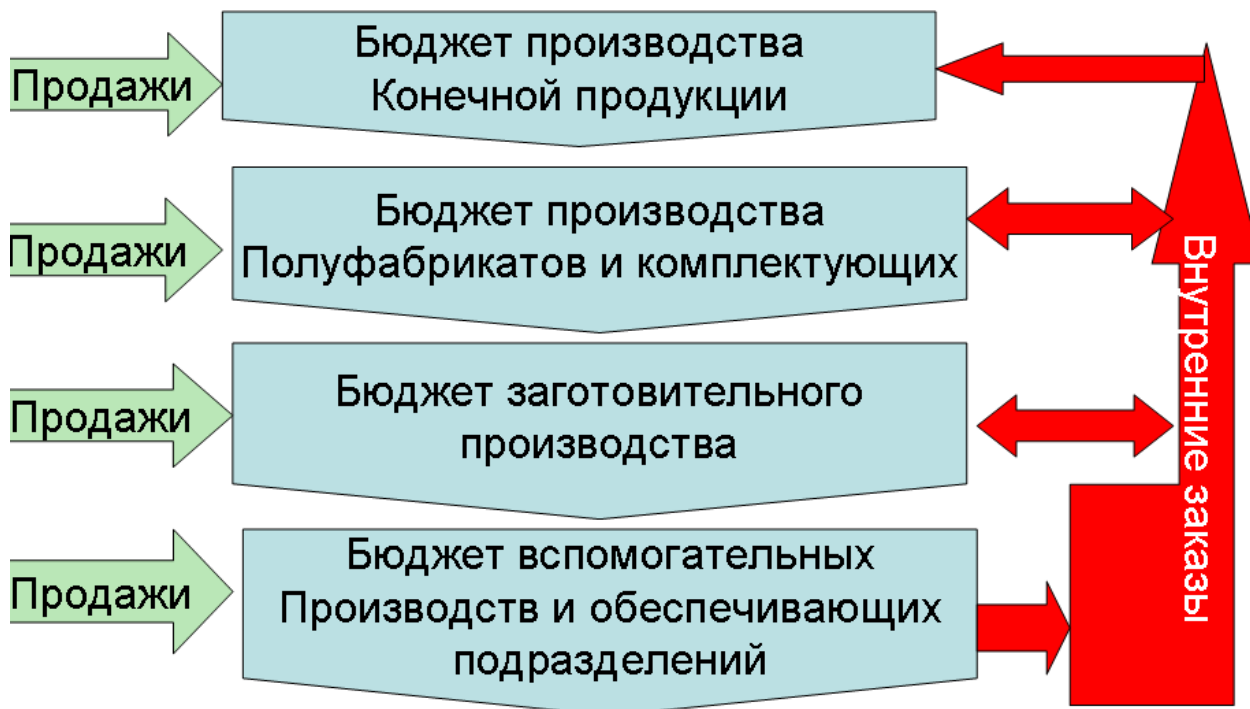 Продажи
Бюджет производства
Конечной продукции
Продажи
Бюджет производства
Полуфабрикатов и комплектующих
Продажи
Бюджет заготовительного
производства
Продажи
Бюджет вспомогательных
Производств и обеспечивающих
подразделений
Внутренние заказы